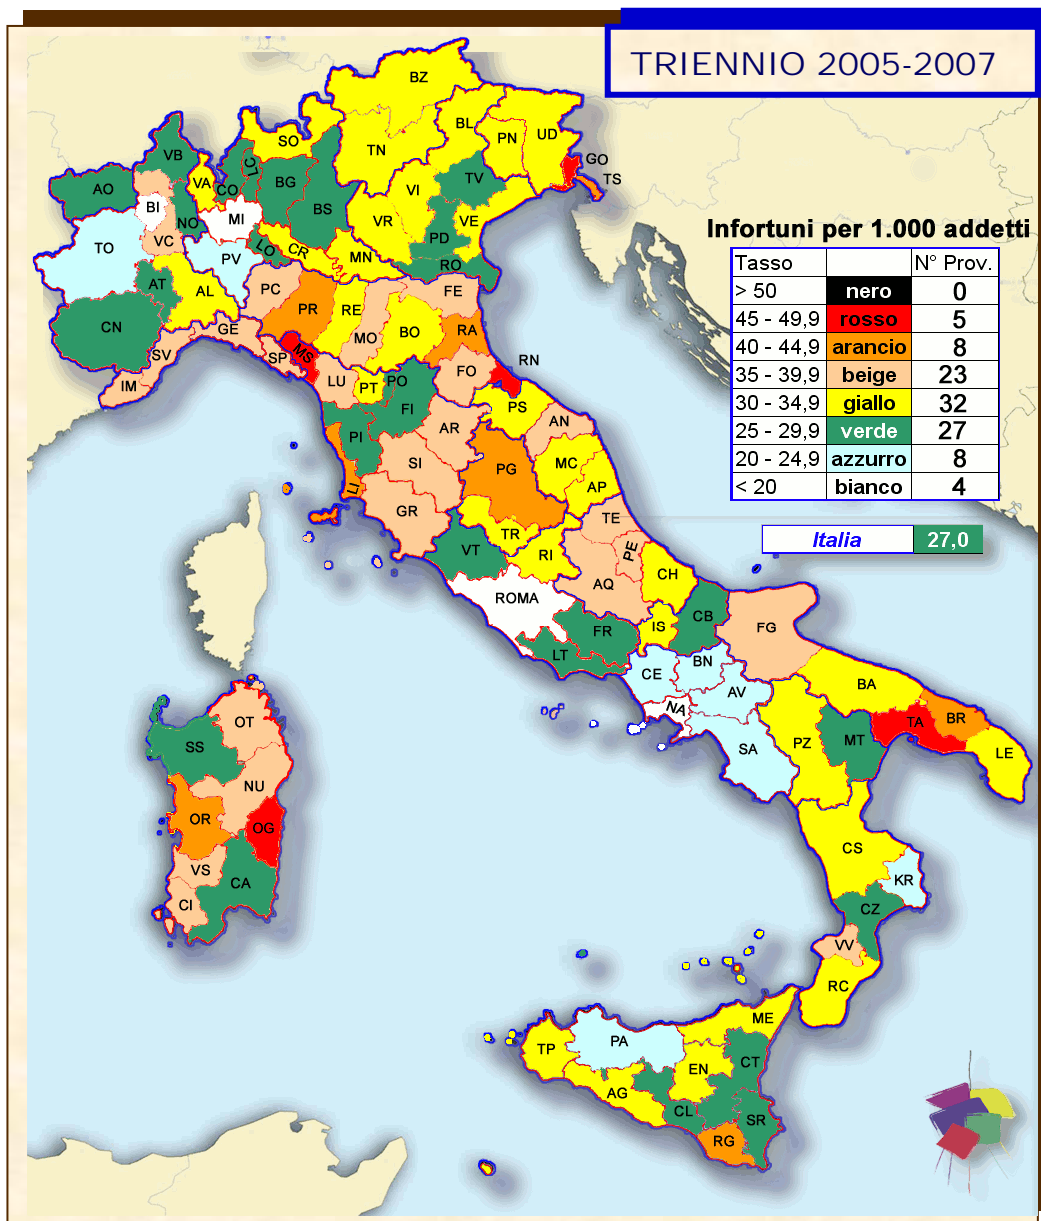 TRIENNIO 2005-2007
BZ
BL
PN
UD
SO
TN
GO
TS
VB
VA
CO
LC
BG
BS
VI
TV
AO
BI
NO
MI
VR
PD
VE
TO
VC
PV
LO
CR
MN
RO
AT
AL
PC
PR
RE
MO
BO
FE
RA
CN
GE
SV
IM
SP
MS
LU
PT
PO
FI
FO
RN
PS
PI
AR
AN
LI
SI
PG
MC
AP
GR
TR
TE
VT
RI
PE
AQ
CH
ROMA
FR
LT
IS
CB
FG
CE
BN
AV
NA
SA
BA
PZ
MT
TA
BR
LE
OT
SS
NU
OR
OG
VS
CA
CI
CS
KR
CZ
VV
RC
ME
TP
PA
EN
CT
AG
CL
SR
RG
Infortuni per 1.000 addetti
Tasso N° Prov.
> 50 nero 0
45 - 49,9 rosso 5
40 - 44,9 arancio 8
35 - 39,9 beige 23
30 - 34,9 giallo 32
25 - 29,9 verde 27
20 - 24,9 azzurro 8
< 20 bianco 4
Italia 27,0